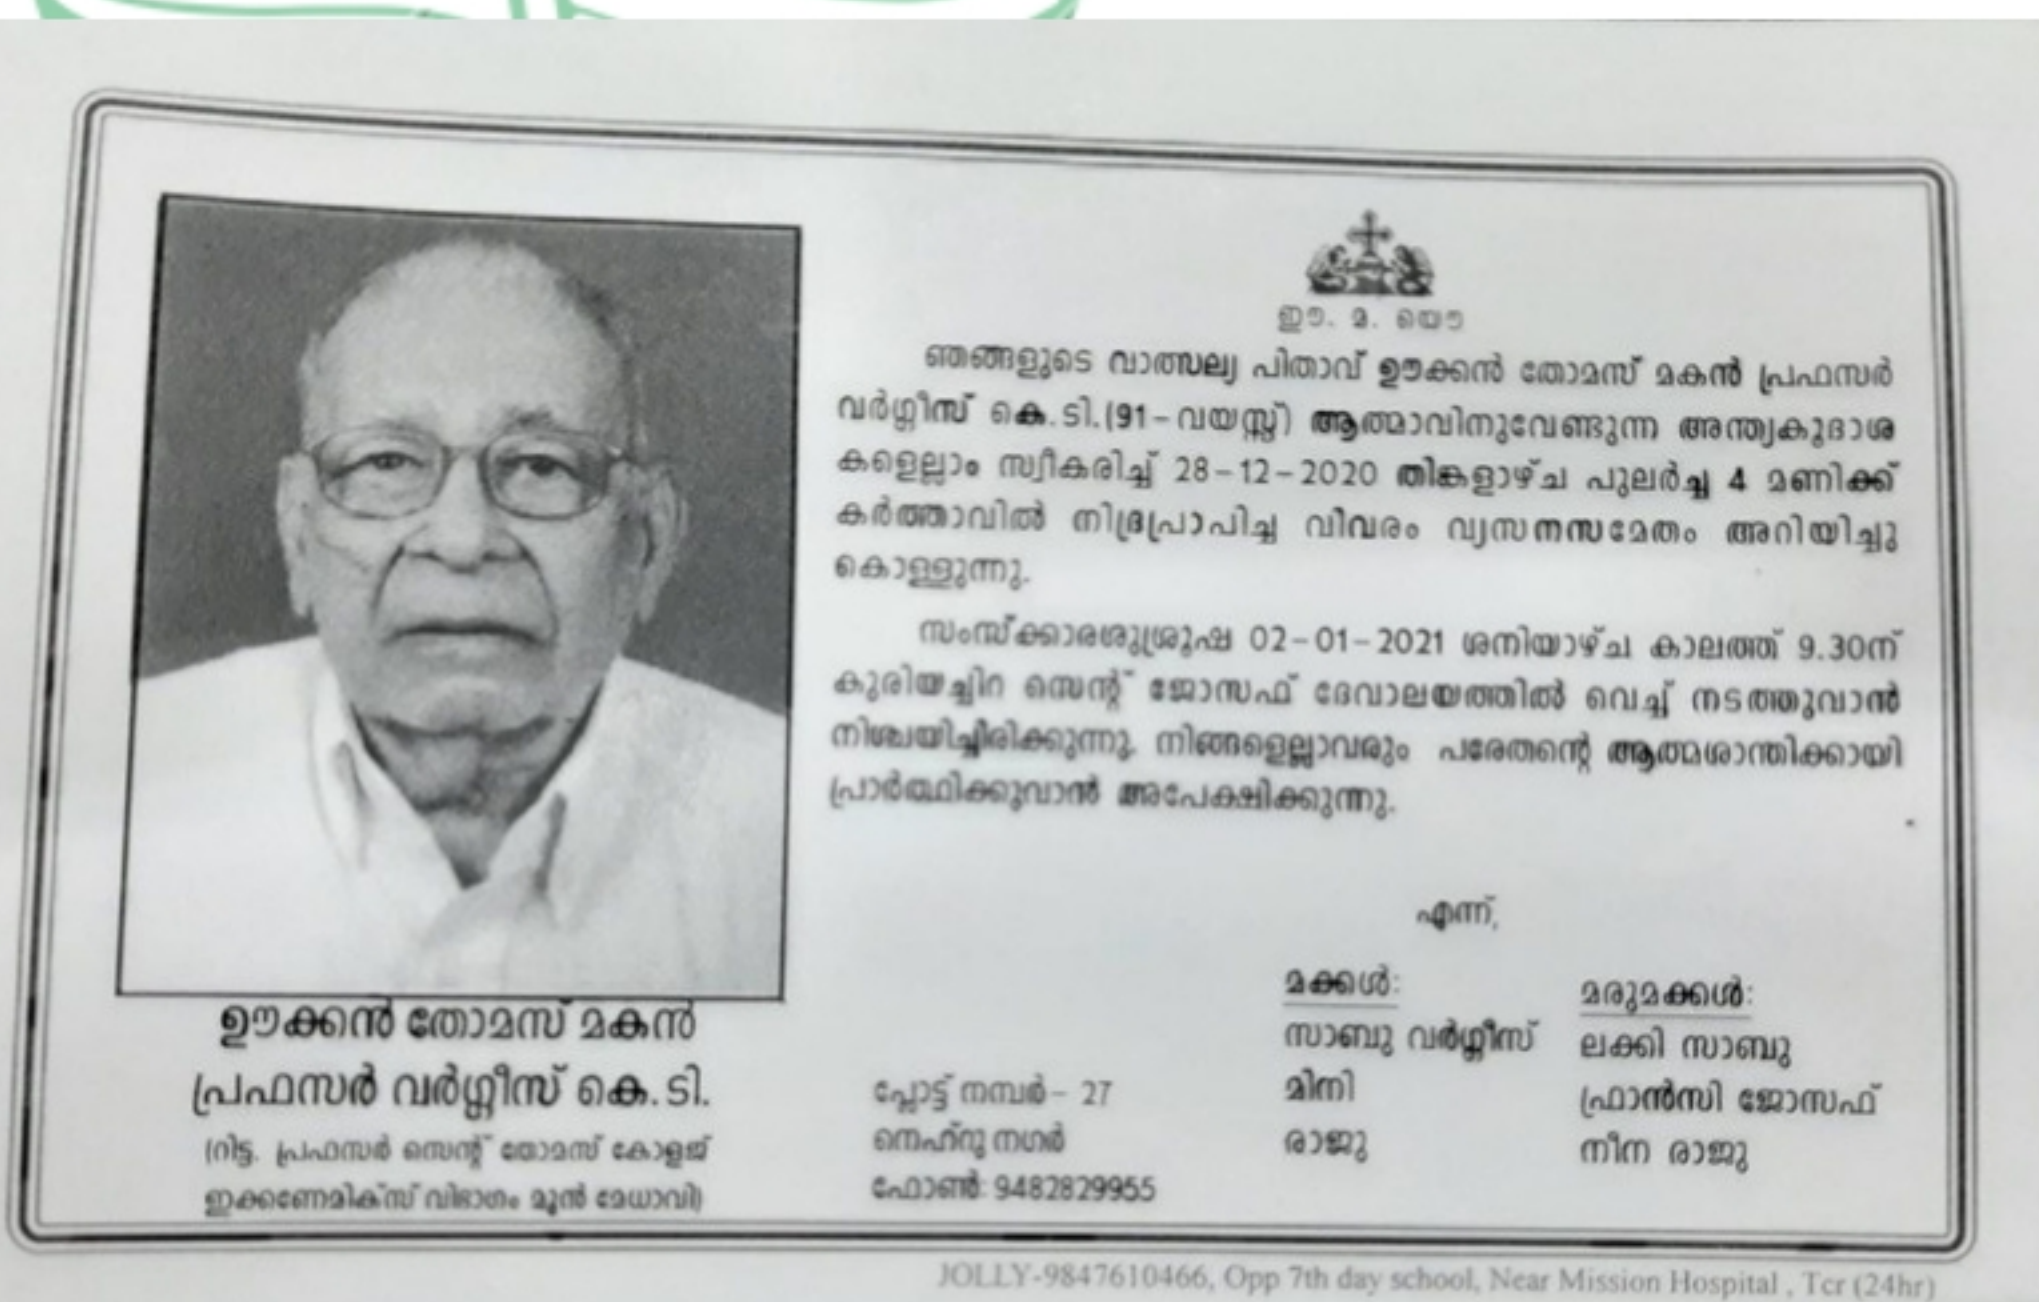 ഈ. മ. യൌ
ഞങ്ങളുടെ വാത്സല്യ പിതാവ് ഊക്കൻ തോമസ് മകൻ പ്രഫസർ
വർഗ്ഗീസ് കെ.ടി.(91-വയസ്സ്) ആത്മാവിനുവേണ്ടുന്ന അന്ത്യകൂദാശ
കളെല്ലാം സ്വീകരിച്ച് 28-12-2020 തിങ്കളാഴ്ച പുലർച്ച 4 മണിക്ക്
കർത്താവിൽ നിദ്രപ്രാപിച്ച വിവരം വ്യസനസമേതം അറിയിച്ചു
കൊള്ളുന്നു.
സംസ്ക്കാരശുശ്രൂഷ 02-01-2021 ശനിയാഴ്ച കാലത്ത് 9.30ന്
കുരിയച്ചിറ സെന്റ് ജോസഫ് ദേവാലയത്തിൽ വെച്ച് നടത്തുവാൻ
നിശ്ചയിച്ചിരിക്കുന്നു. നിങ്ങളെല്ലാവരും പരേതന്റെ ആത്മശാന്തിക്കായി
പ്രാർത്ഥിക്കുവാൻ അപേക്ഷിക്കുന്നു.
എന്ന്,
മക്കൾ:
സാബു വർഗ്ഗീസ്
മിനി
രാജു
മരുമക്കൾ:
ലക്കി സാബു
ഫ്രാൻസി ജോസഫ്
നീന രാജു
പ്ലോട്ട് നമ്പർ- 27
നെഹ്റു നഗർ
ഫോൺ: 9482829955
ഊക്കൻ തോമസ് മകൻ
പ്രഫസർ വർഗ്ഗീസ് കെ.ടി.
(റിട്ട. പ്രഫസർ സെന്റ് തോമസ് കോളജ്
ഇക്കണേമിക്സ് വിഭാഗം മുൻ മേധാവി)
JOLLY-9847610466, Opp 7th day school, Near Mission Hospital , Tcr (24hr)